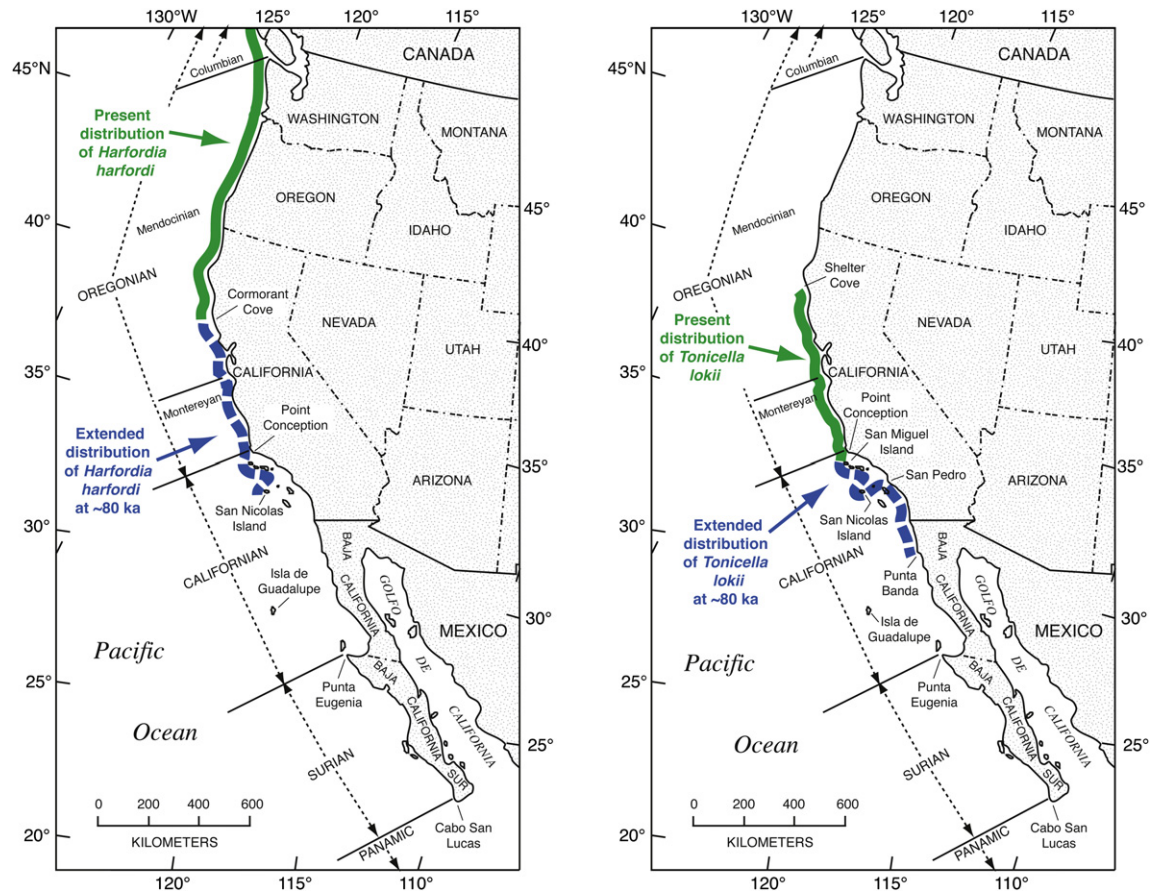 130°W
125°
120°
115°
45°N
Columbian
CANADA
Present
distribution
of Harfordia
harfordi
WASHINGTON
MONTANA
OREGON
40°
45°
Mendocinian
IDAHO
OREGONIAN
Cormorant
Cove
NEVADA
40°
UTAH
35°
CALIFORNIA
Montereyan
Point
Conception
Extended
distribution
of Harfordia
harfordi
at ~80 ka
35°
ARIZONA
San Nicolas
Island
30°
CALIFORNIAN
Isla de
Guadalupe
BAJA
CALIFORNIA
GOLFO
DE
CALIFORNIA
30°
MEXICO
Pacific
Ocean
25°
Punta
Eugenia
BAJA
CALIFORNIA
SUR
25°
SURIAN
0 200 400 600
KILOMETERS
Cabo San
Lucas
20°
PANAMIC
120°
115°
110°
130°W
125°
120°
115°
45°N
Columbian
CANADA
WASHINGTON
MONTANA
OREGON
40°
45°
Mendocinian
IDAHO
OREGONIAN
Shelter
Cove
Present
distribution
of Tonicella
lokii
NEVADA
40°
UTAH
35°
CALIFORNIA
Montereyan
Point
Conception
San Miguel
Island
35°
San Pedro
ARIZONA
Extended
distribution
of Tonicella
lokii
at ~80 ka
San Nicolas
Island
30°
CALIFORNIAN
Punta
Banda
Isla de
Guadalupe
BAJA
CALIFORNIA
GOLFO
DE
CALIFORNIA
30°
MEXICO
Pacific
Ocean
25°
Punta
Eugenia
BAJA
CALIFORNIA
SUR
25°
SURIAN
0 200 400 600
KILOMETERS
Cabo San
Lucas
20°
PANAMIC
120°
115°
110°